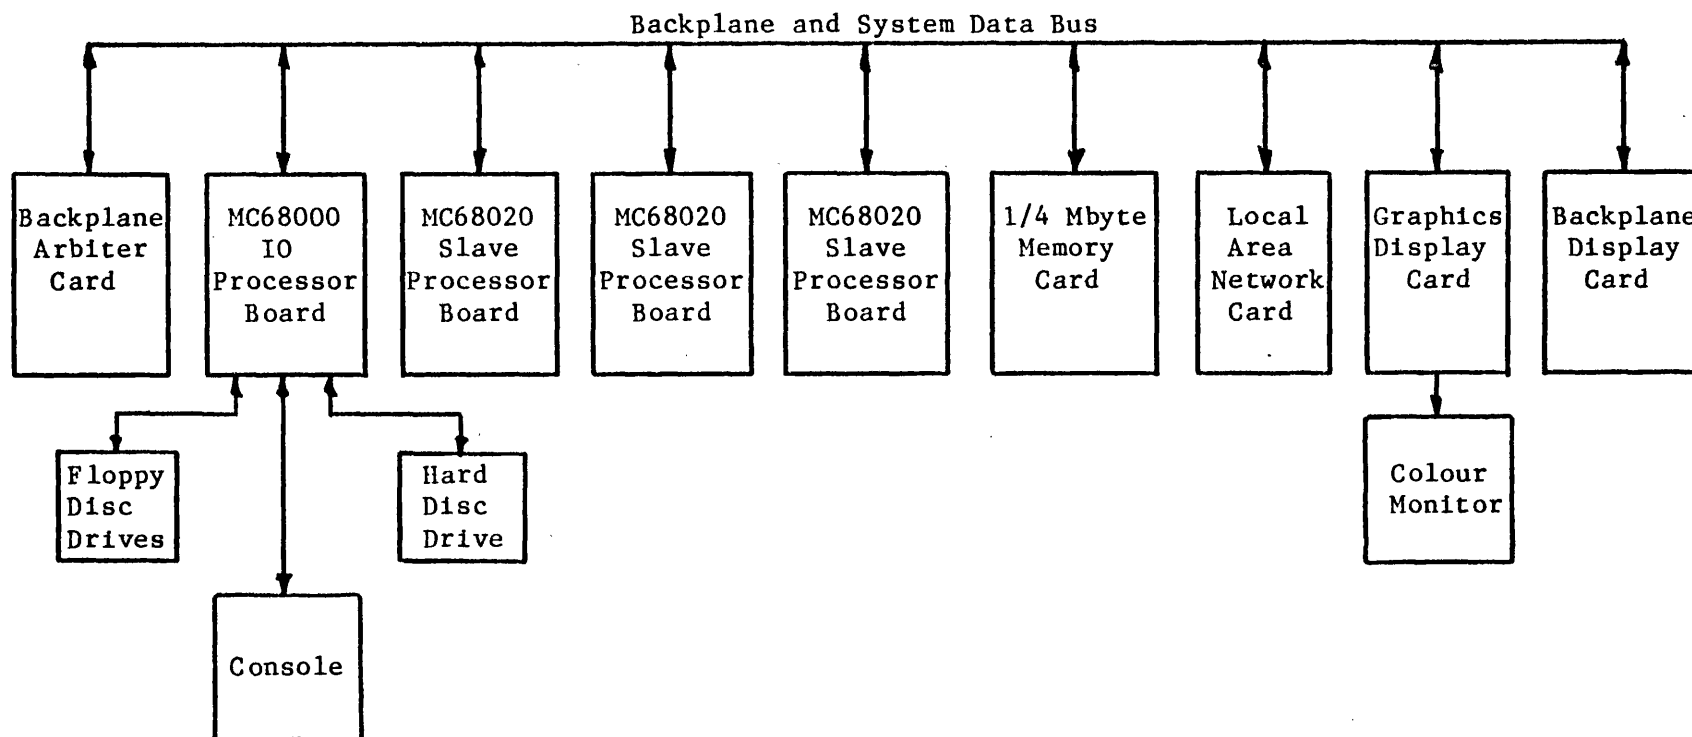 Backplane and System Data Bus
Backplane
Arbiter
Card
MC68000
IO
Processor
Board
MC68020
Slave
Processor
Board
MC68020
Slave
Processor
Board
MC68020
Slave
Processor
Board
1/4 Mbyte
Memory
Card
Local
Area
Network
Card
Graphics
Display
Card
Backplane
Display
Card
Floppy
Disc
Drives
Hard
Disc
Drive
Colour
Monitor
Console